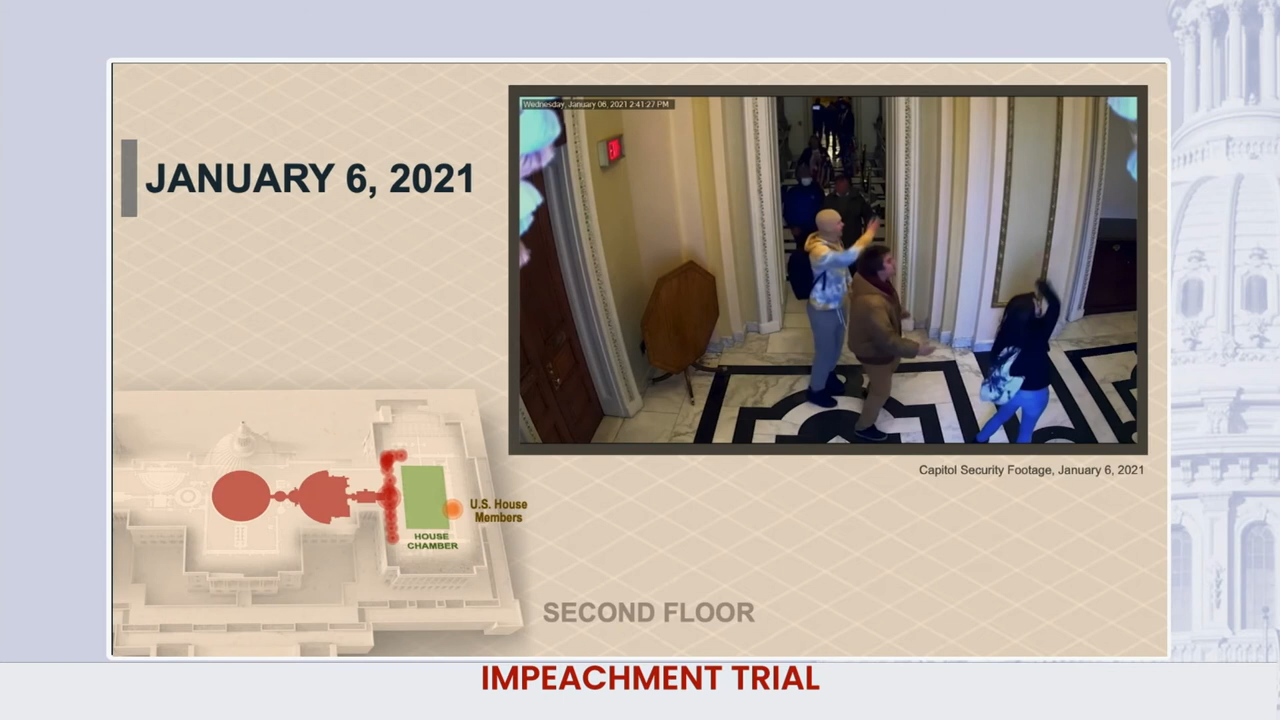 Wednesday, January 06, 2021 2:41:27 PM
JANUARY 6, 2021
Capitol Security Footage, January 6, 2021
U.S. House
Members
HOUSE
CHAMBER
SECOND FLOOR
IMPEACHMENT TRIAL